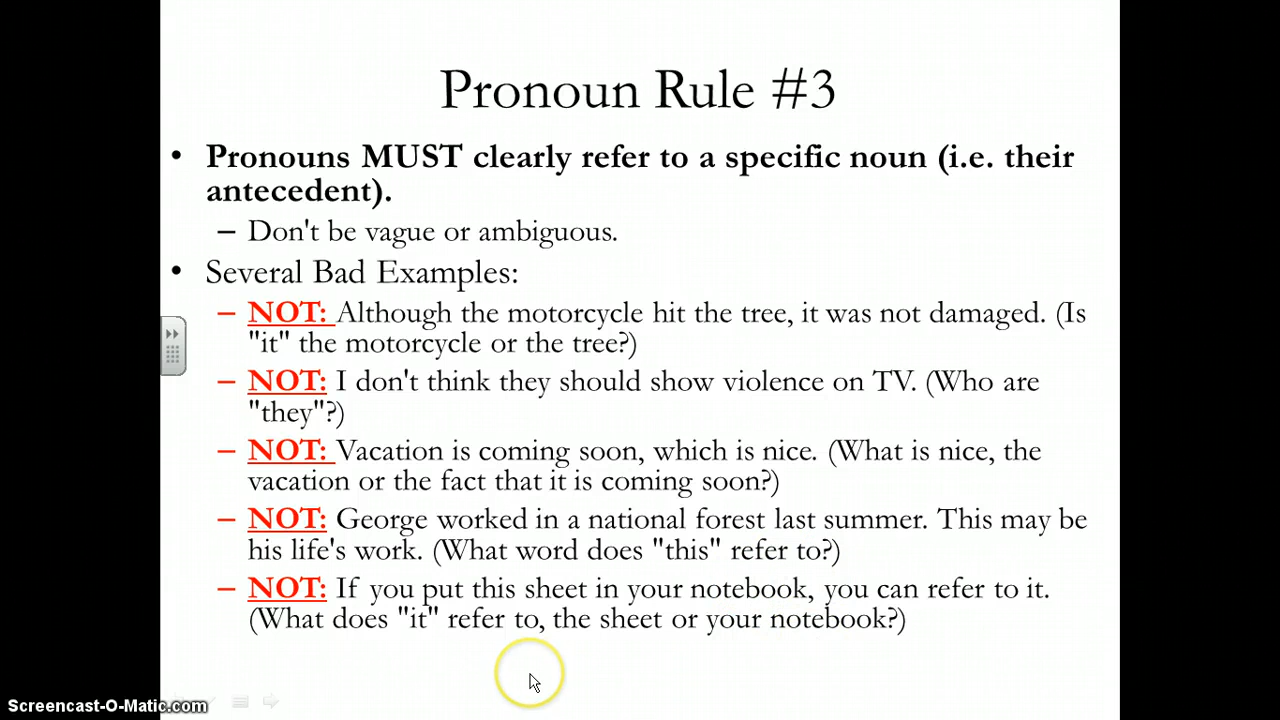 Pronoun Rule #3
• Pronouns MUST clearly refer to a specific noun (i.e. their
antecedent).
– Don't be vague or ambiguous.
• Several Bad Examples:
– NOT: Although the motorcycle hit the tree, it was not damaged. (Is
"it" the motorcycle or the tree?)
– NOT: I don't think they should show violence on TV. (Who are
"they"?)
– NOT: Vacation is coming soon, which is nice. (What is nice, the
vacation or the fact that it is coming soon?)
– NOT: George worked in a national forest last summer. This may be
his life's work. (What word does "this" refer to?)
– NOT: If you put this sheet in your notebook, you can refer to it.
(What does "it" refer to, the sheet or your notebook?)
Screencast-O-Matic.com